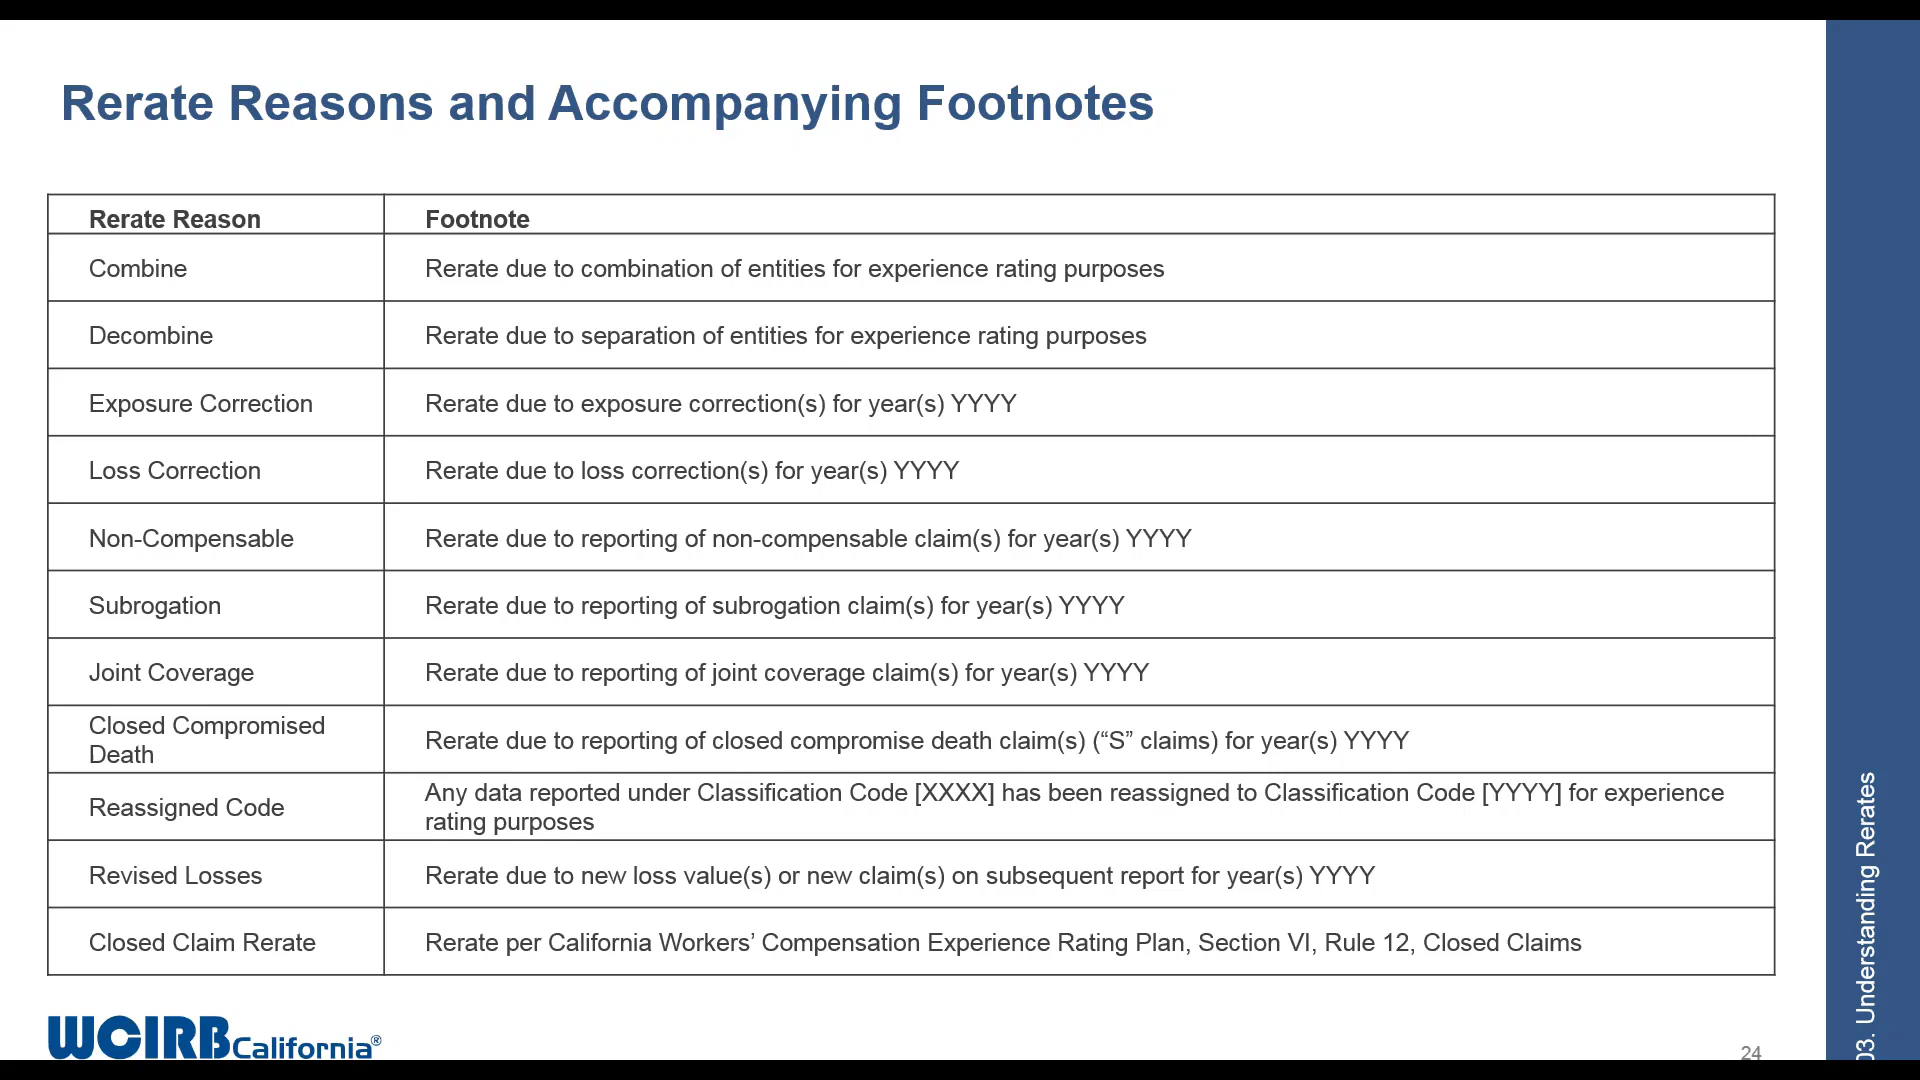 Rerate Reasons and Accompanying Footnotes
Rerate Reason
Footnote
Combine
Rerate due to combination of entities for experience rating purposes
Decombine
Rerate due to separation of entities for experience rating purposes
Exposure Correction
Rerate due to exposure correction(s) for year(s) YYYY
Loss Correction
Rerate due to loss correction(s) for year(s) YYYY
Non-Compensable
Rerate due to reporting of non-compensable claim(s) for year(s) YYYY
Subrogation
Rerate due to reporting of subrogation claim(s) for year(s) YYYY
Joint Coverage
Rerate due to reporting of joint coverage claim(s) for year(s) YYYY
Closed Compromised
Death
Rerate due to reporting of closed compromise death claim(s) (“S” claims) for year(s) YYYY
Reassigned Code
Any data reported under Classification Code [XXXX] has been reassigned to Classification Code [YYYY] for experience
rating purposes
Revised Losses
Rerate due to new loss value(s) or new claim(s) on subsequent report for year(s) YYYY
Closed Claim Rerate
Rerate per California Workers’ Compensation Experience Rating Plan, Section VI, Rule 12, Closed Claims
WCIRB California®
24
03. Understanding Rerates